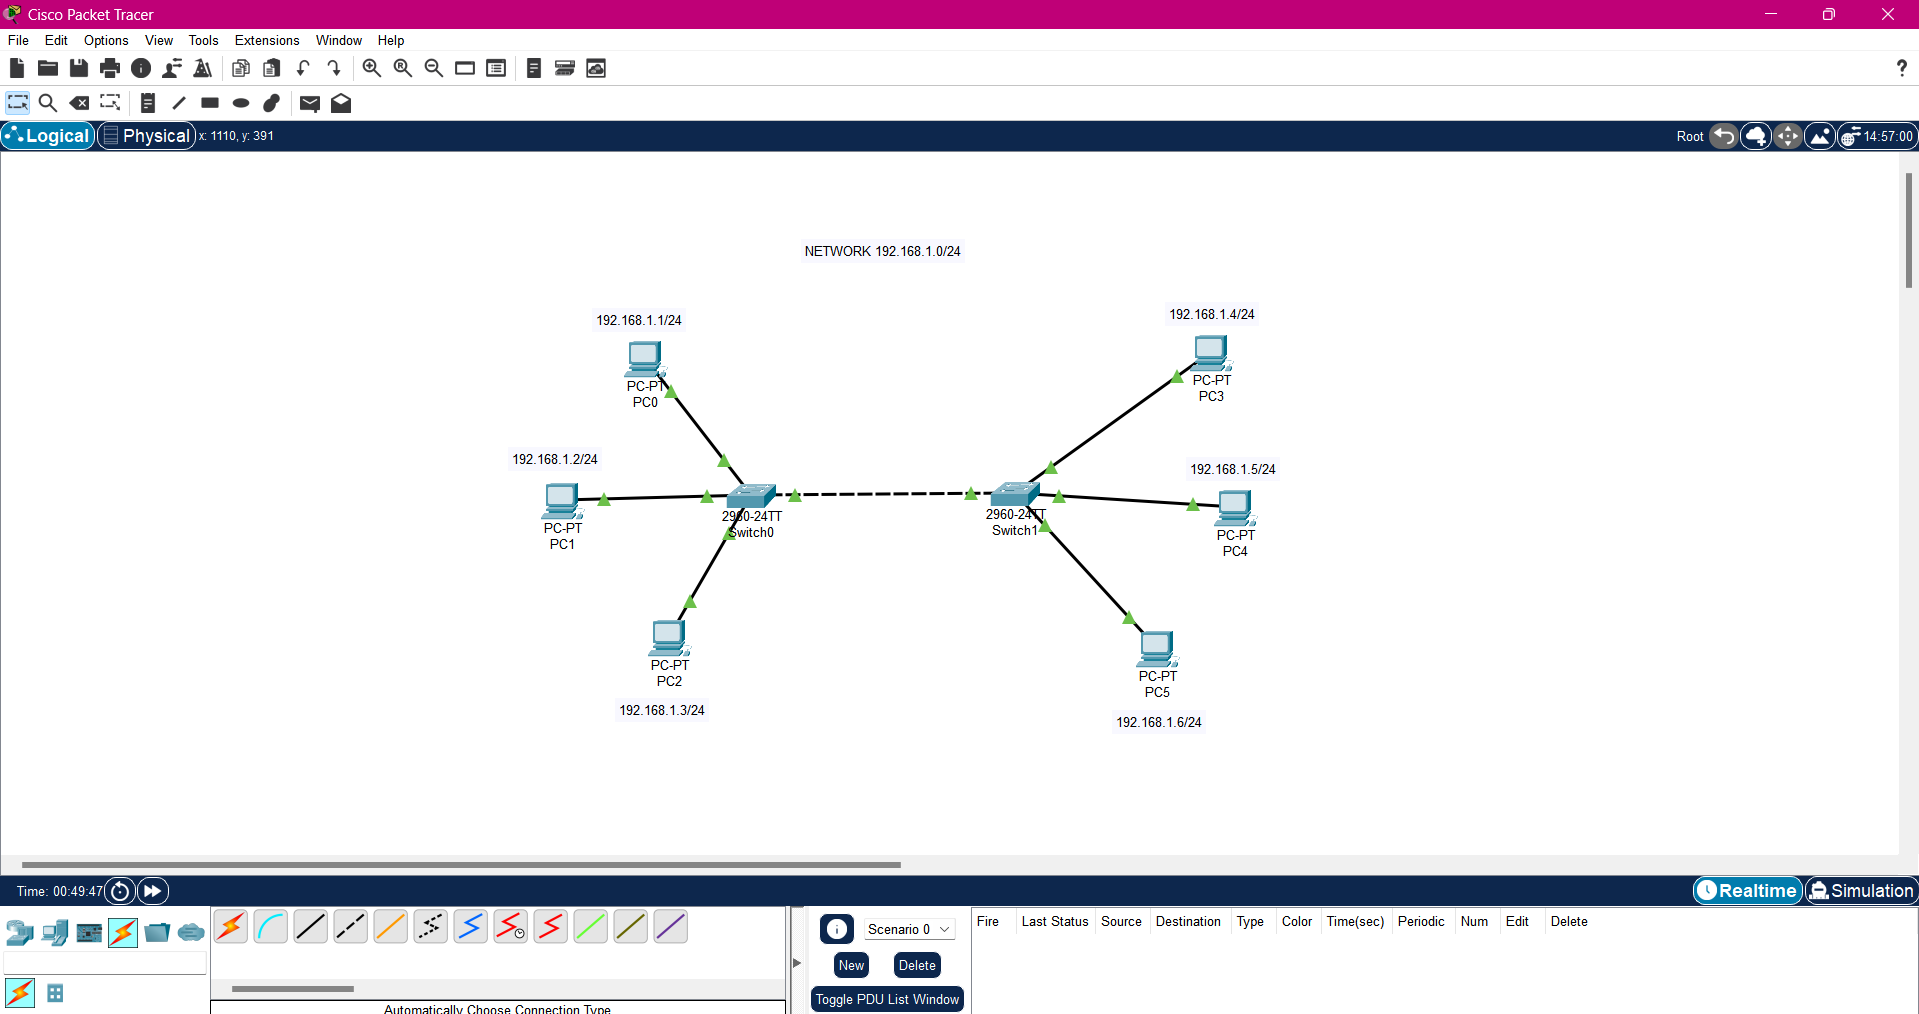 Cisco Packet Tracer
File Edit Options View Tools Extensions Window Help
Logical Physical x: 1110, y: 391 Root 14:57:00
NETWORK 192.168.1.0/24
192.168.1.1/24
192.168.1.4/24
PC-PT
PC0
PC-PT
PC3
192.168.1.2/24
192.168.1.5/24
PC-PT
PC1
2960-24TT
Switch0
2960-24TT
Switch1
PC-PT
PC4
PC-PT
PC2
192.168.1.3/24
PC-PT
PC5
192.168.1.6/24
Time: 00:49:47 Realtime Simulation
Scenario 0
New Delete
Toggle PDU List Window
Fire Last Status Source Destination Type Color Time(sec) Periodic Num Edit Delete
Automatically Choose Connection Type